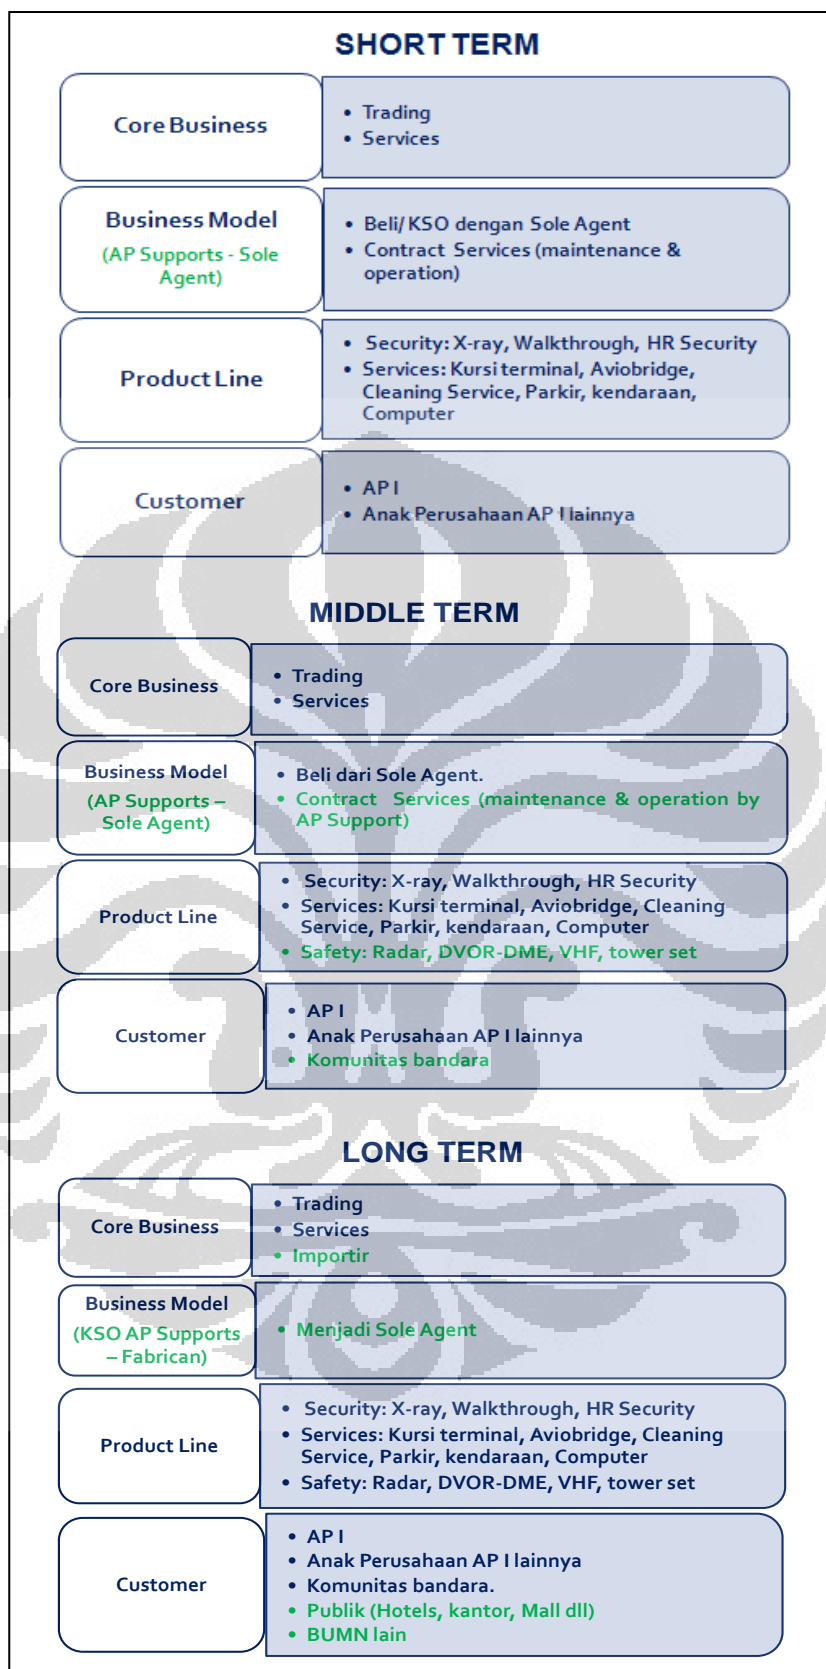 SHORT TERM
Core Business
• Trading
• Services
Business Model
(AP Supports - Sole
Agent)
• Beli/ KSO dengan Sole Agent
• Contract Services (maintenance &
operation)
Product Line
• Security: X-ray, Walkthrough, HR Security
• Services: Kursi terminal, Aviobridge,
Cleaning Service, Parkir, kendaraan,
Computer
Customer
• AP I
• Anak Perusahaan AP I lainnya
MIDDLE TERM
Core Business
• Trading
• Services
Business Model
(AP Supports –
Sole Agent)
• Beli dari Sole Agent.
• Contract Services (maintenance & operation by
AP Support)
Product Line
• Security: X-ray, Walkthrough, HR Security
• Services: Kursi terminal, Aviobridge, Cleaning
Service, Parkir, kendaraan, Computer
• Safety: Radar, DVOR-DME, VHF, tower set
Customer
• AP I
• Anak Perusahaan AP I lainnya
• Komunitas bandara
LONG TERM
Core Business
• Trading
• Services
• Importir
Business Model
(KSO AP Supports
– Fabrican)
• Menjadi Sole Agent
Product Line
• Security: X-ray, Walkthrough, HR Security
• Services: Kursi terminal, Aviobridge, Cleaning
Service, Parkir, kendaraan, Computer
• Safety: Radar, DVOR-DME, VHF, tower set
Customer
• AP I
• Anak Perusahaan AP I lainnya
• Komunitas bandara.
• Publik (Hotels, kantor, Mall dll)
• BUMN lain